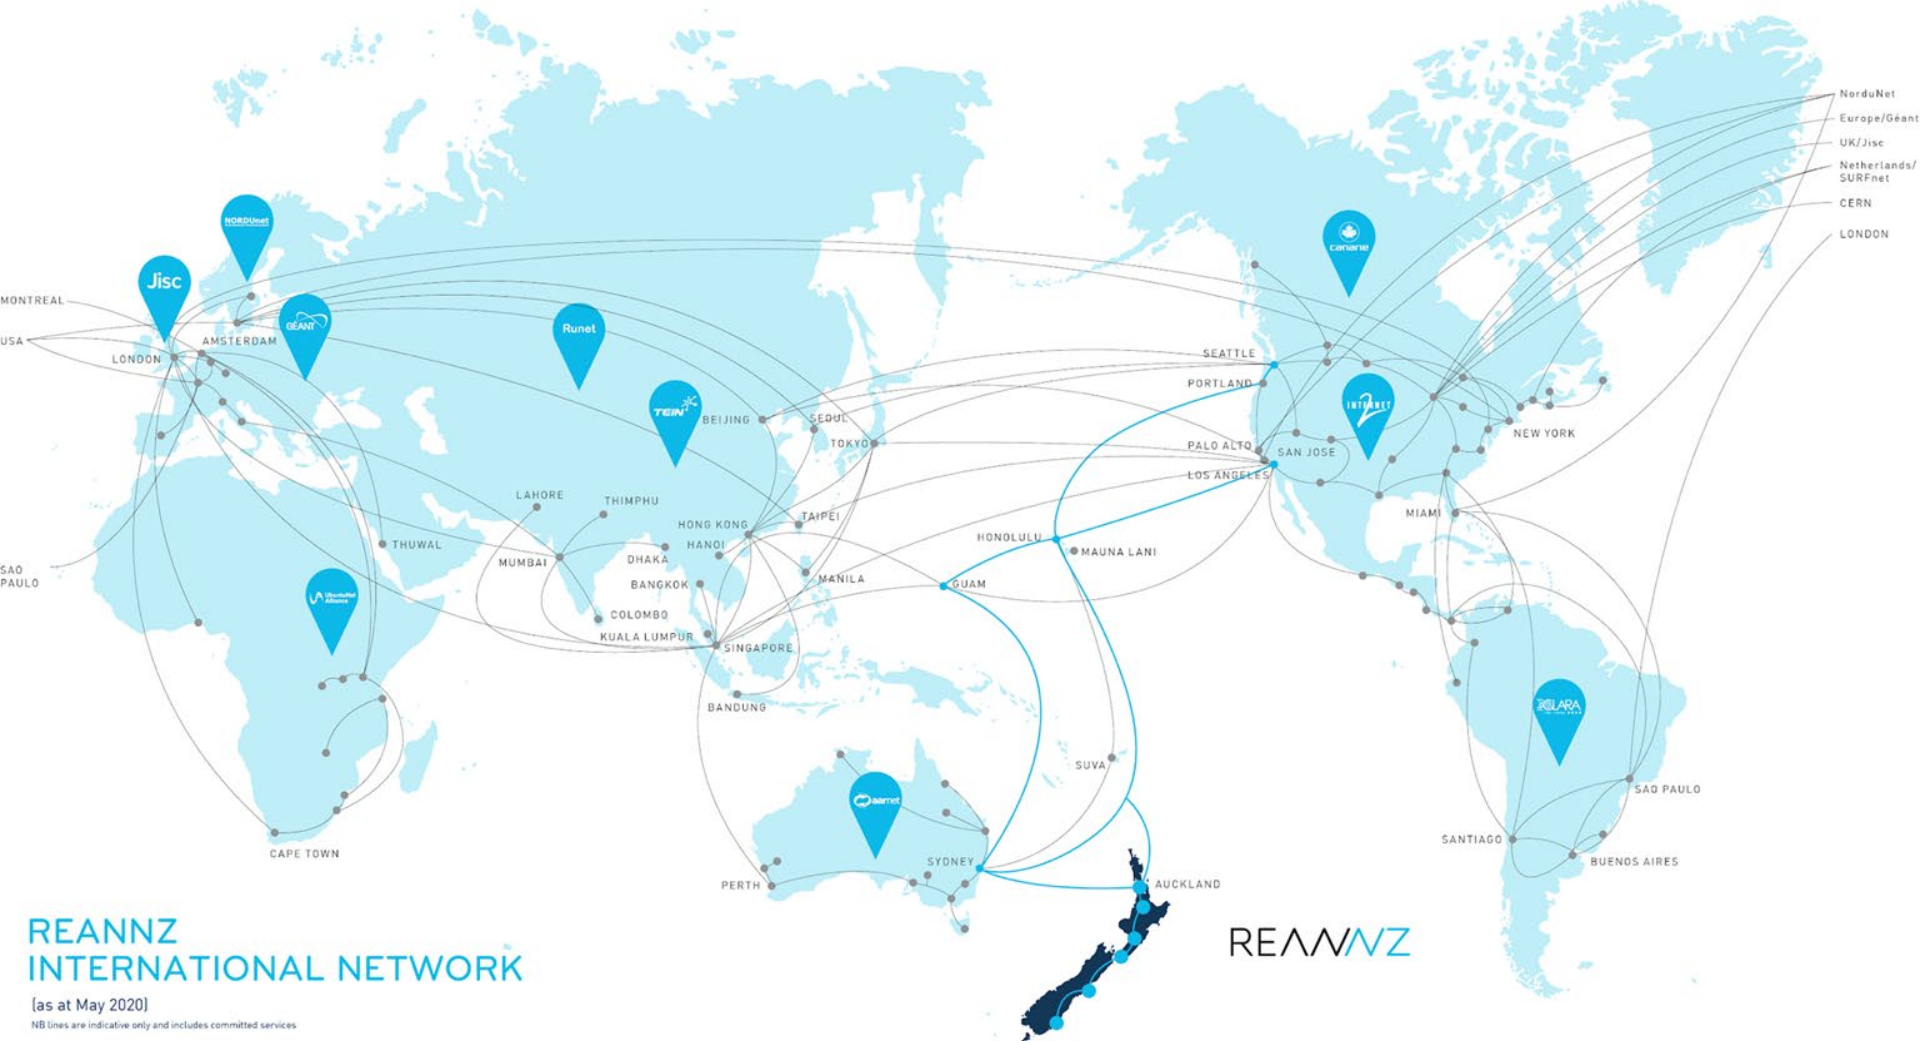 NorduNet
Europe/Géant
UK/Jisc
Netherlands/
SURFnet
CERN
LONDON
NORDUnet
canarie
Jisc
MONTREAL
GÉANT
Runet
USA
AMSTERDAM
LONDON
SEATTLE
PORTLAND
INTERNET
2
TEIN
BEIJING
SEOUL
TOKYO
NEW YORK
PALO ALTO
SAN JOSE
LOS ANGELES
LAHORE
THIMPHU
TAIPEI
HONG KONG
MIAMI
THUWAL
HANOI
HONOLULU
MAUNA LANI
MUMBAI
DHAKA
SAO
PAULO
BANGKOK
MANILA
GUAM
UbuntuNet
Alliance
COLOMBO
KUALA LUMPUR
SINGAPORE
BANDUNG
CLARA
SUVA
SAO PAULO
aarnet
SANTIAGO
CAPE TOWN
SYDNEY
BUENOS AIRES
PERTH
AUCKLAND
REANNZ
INTERNATIONAL NETWORK
(as at May 2020)
NB lines are indicative only and includes committed services
REANNZ